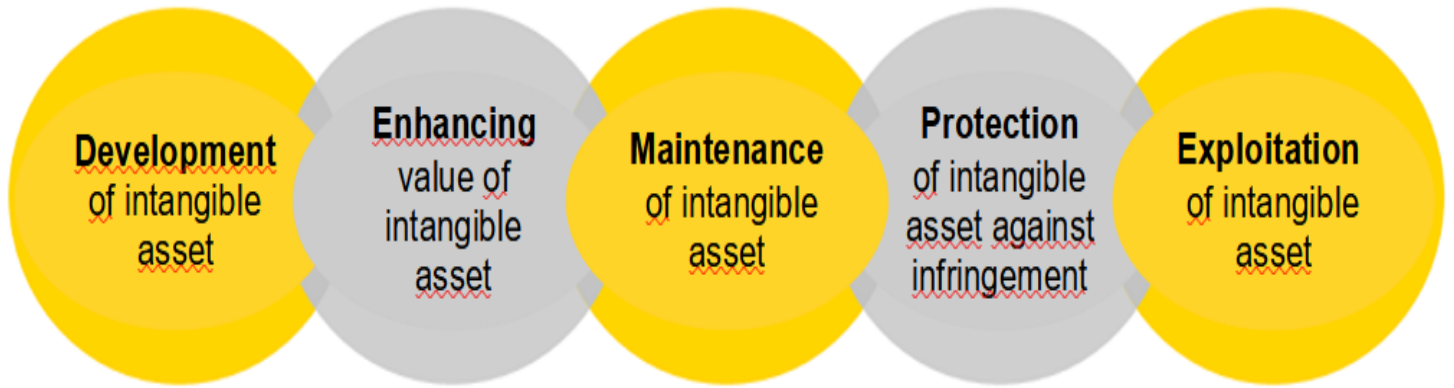 Development
of intangible
asset
Enhancing
value of
intangible
asset
Maintenance
of intangible
asset
Protection
of intangible
asset against
infringement
Exploitation
of intangible
asset